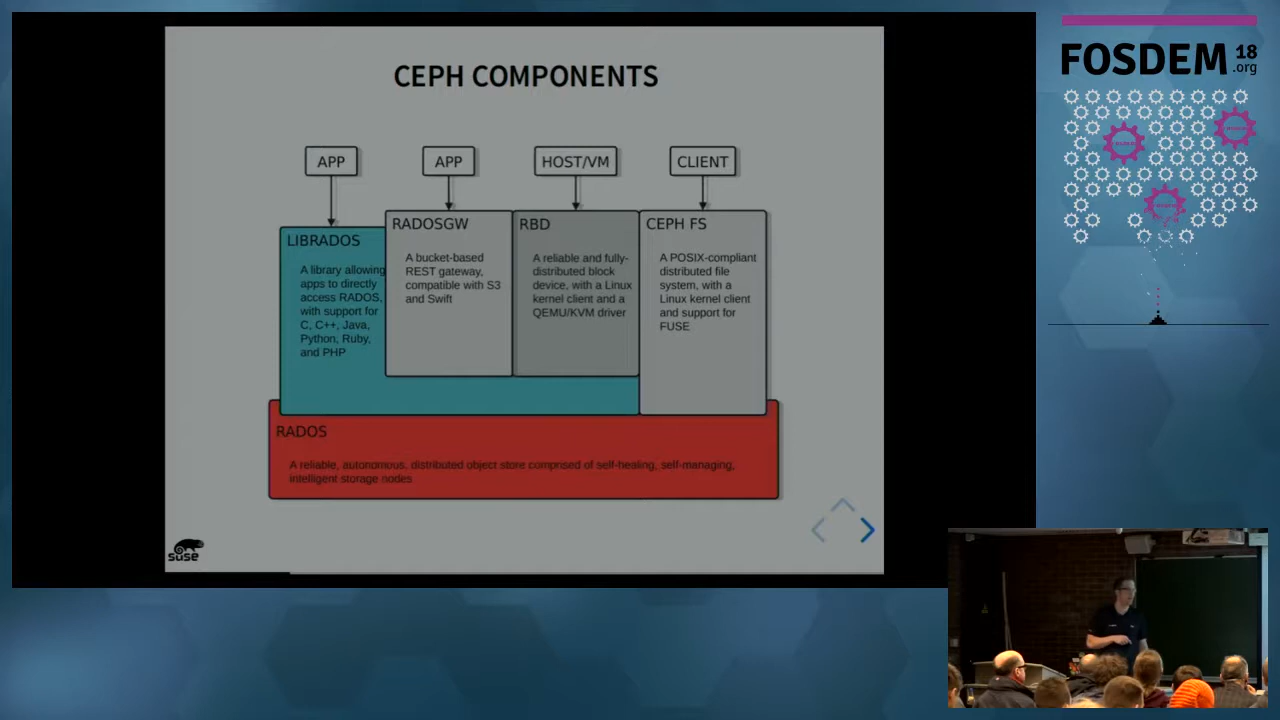 CEPH COMPONENTS
APP
APP
HOST/VM
CLIENT
LIBRADOS
A library allowing
apps to directly
access RADOS,
with support for
C, C++, Java,
Python, Ruby,
and PHP
RADOSGW
A bucket-based
REST gateway,
compatible with S3
and Swift
RBD
A reliable and fully-
distributed block
device, with a Linux
kernel client and a
QEMU/KVM driver
CEPH FS
A POSIX-compliant
distributed file
system, with a
Linux kernel client
and support for
FUSE
RADOS
A reliable, autonomous, distributed object store comprised of self-healing, self-managing,
intelligent storage nodes
SUSE
FOSDEM 18
.org